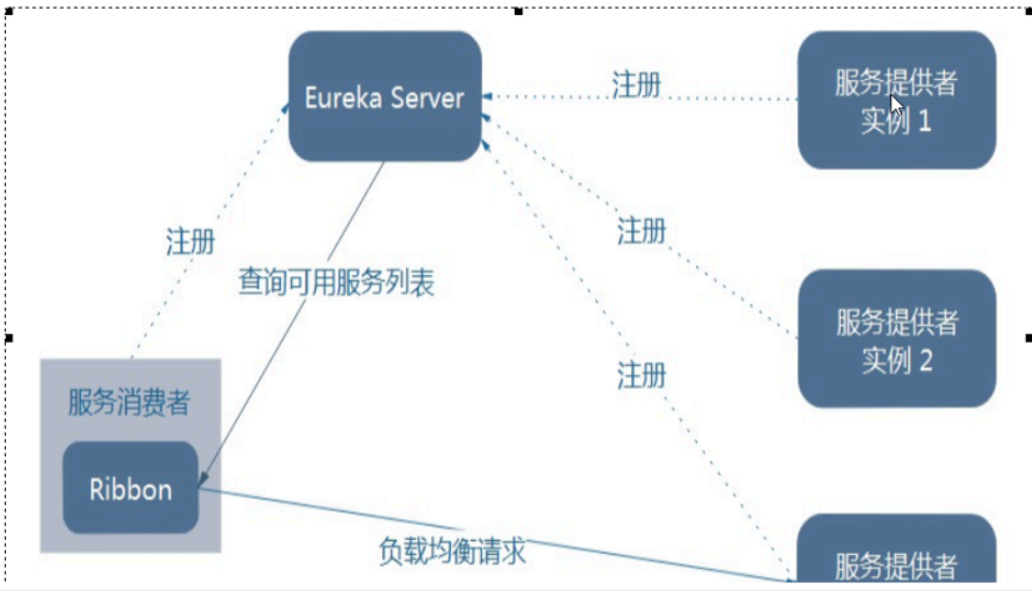 Eureka Server
注册
服务提供者
实例 1
注册
注册
查询可用服务列表
服务提供者
实例 2
注册
服务消费者
Ribbon
负载均衡请求
服务提供者